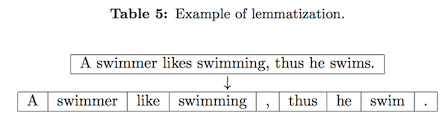 Table 5: Example of lemmatization.
A swimmer likes swimming, thus he swims.
↓
A swimmer like swimming , thus he swim .